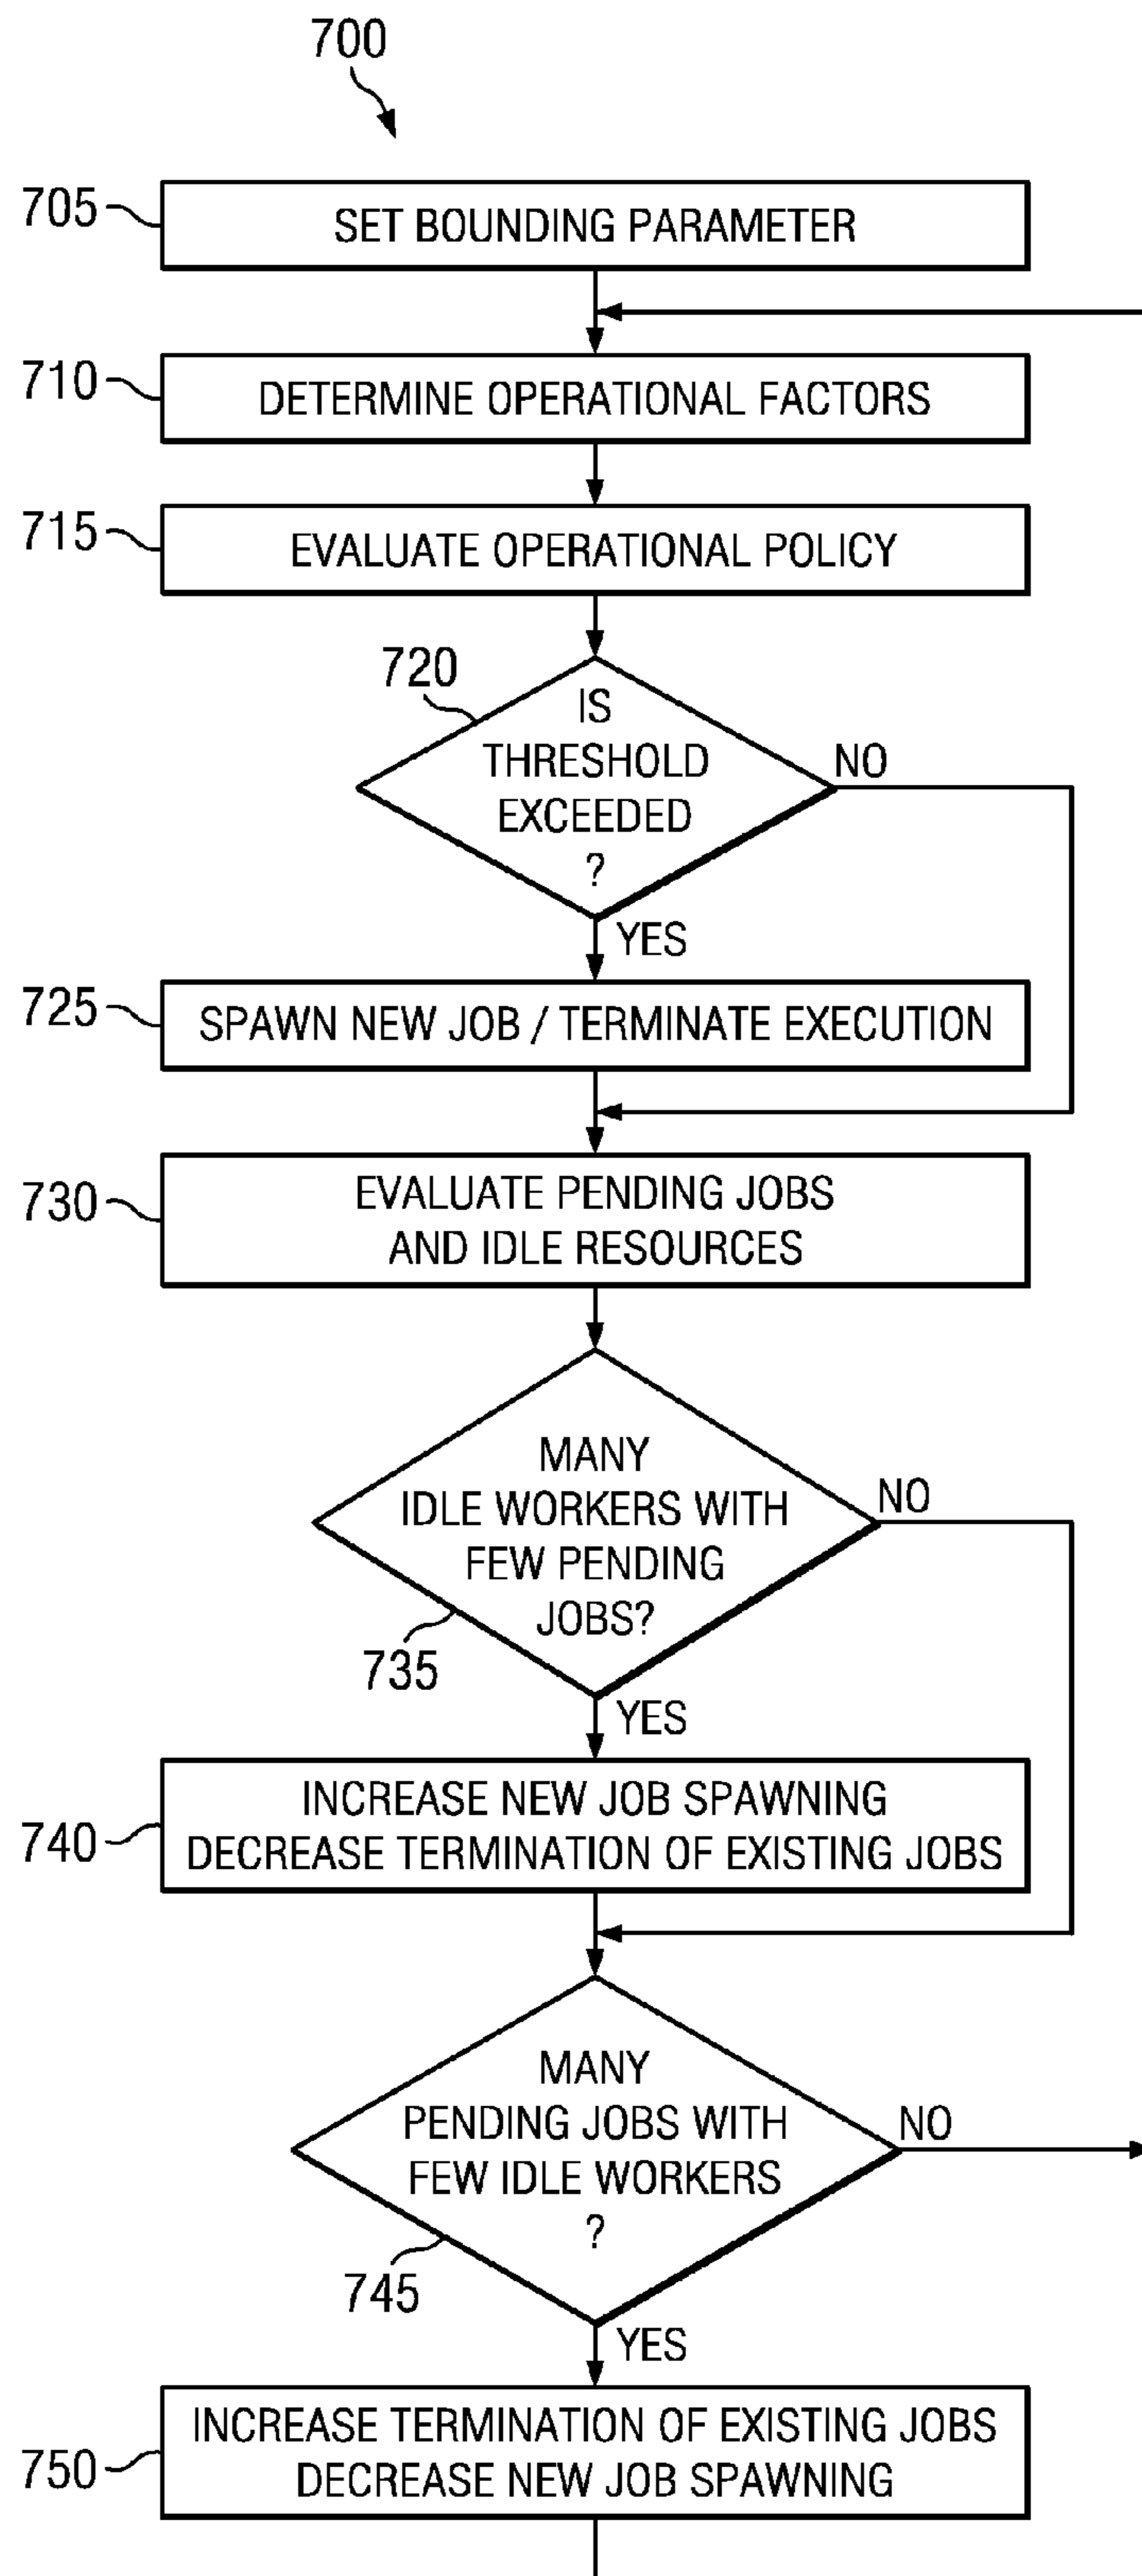 700
705
SET BOUNDING PARAMETER
710
DETERMINE OPERATIONAL FACTORS
715
EVALUATE OPERATIONAL POLICY
720
IS
THRESHOLD
EXCEEDED
?
NO
YES
725
SPAWN NEW JOB / TERMINATE EXECUTION
730
EVALUATE PENDING JOBS
AND IDLE RESOURCES
MANY
IDLE WORKERS WITH
FEW PENDING
JOBS?
NO
735
YES
740
INCREASE NEW JOB SPAWNING
DECREASE TERMINATION OF EXISTING JOBS
MANY
PENDING JOBS WITH
FEW IDLE WORKERS
?
NO
745
YES
750
INCREASE TERMINATION OF EXISTING JOBS
DECREASE NEW JOB SPAWNING